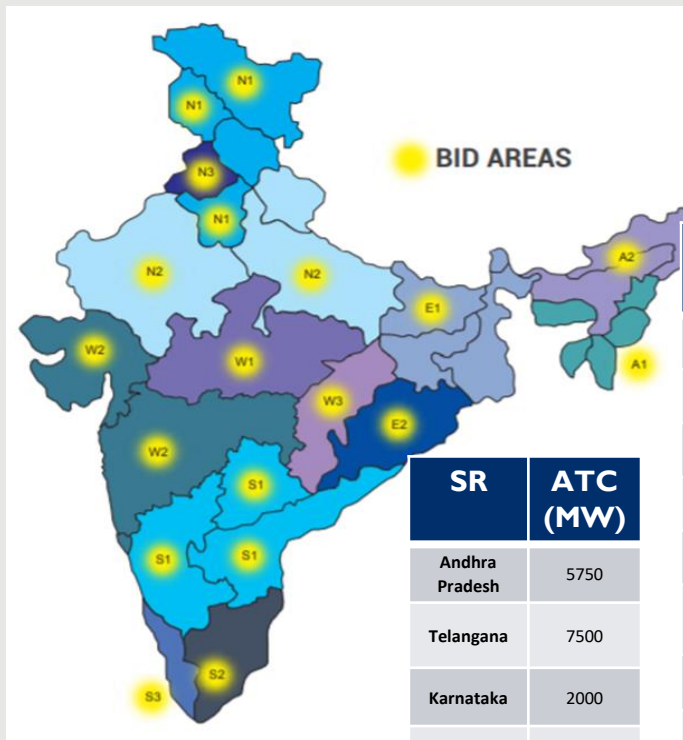 N1
N1
N3
BID AREAS
N1
N2
N2
A2
E1
W2
W1
A1
W3
E2
W2
S1
SR
ATC
(MW)
S1
S1
Andhra
Pradesh
5750
Telangana
7500
S2
S3
Karnataka
2000